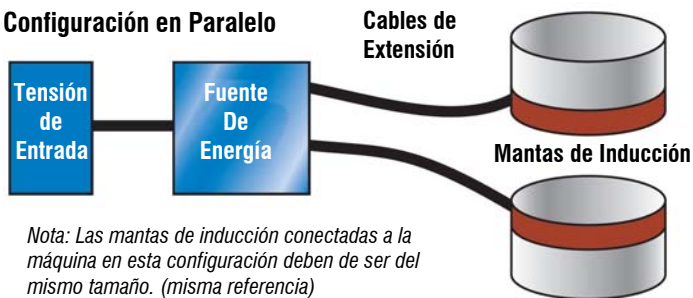 Configuración en Paralelo
Cables de
Extensión
Tensión
de
Entrada
Fuente
De
Energía
Mantas de Inducción
Nota: Las mantas de inducción conectadas a la
máquina en esta configuración deben de ser del
mismo tamaño. (misma referencia)